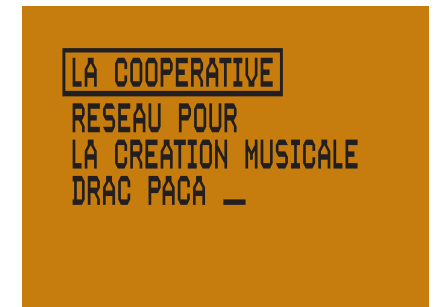 LA COOPERATIVE
RESEAU POUR
LA CREATION MUSICALE
DRAC PACA _